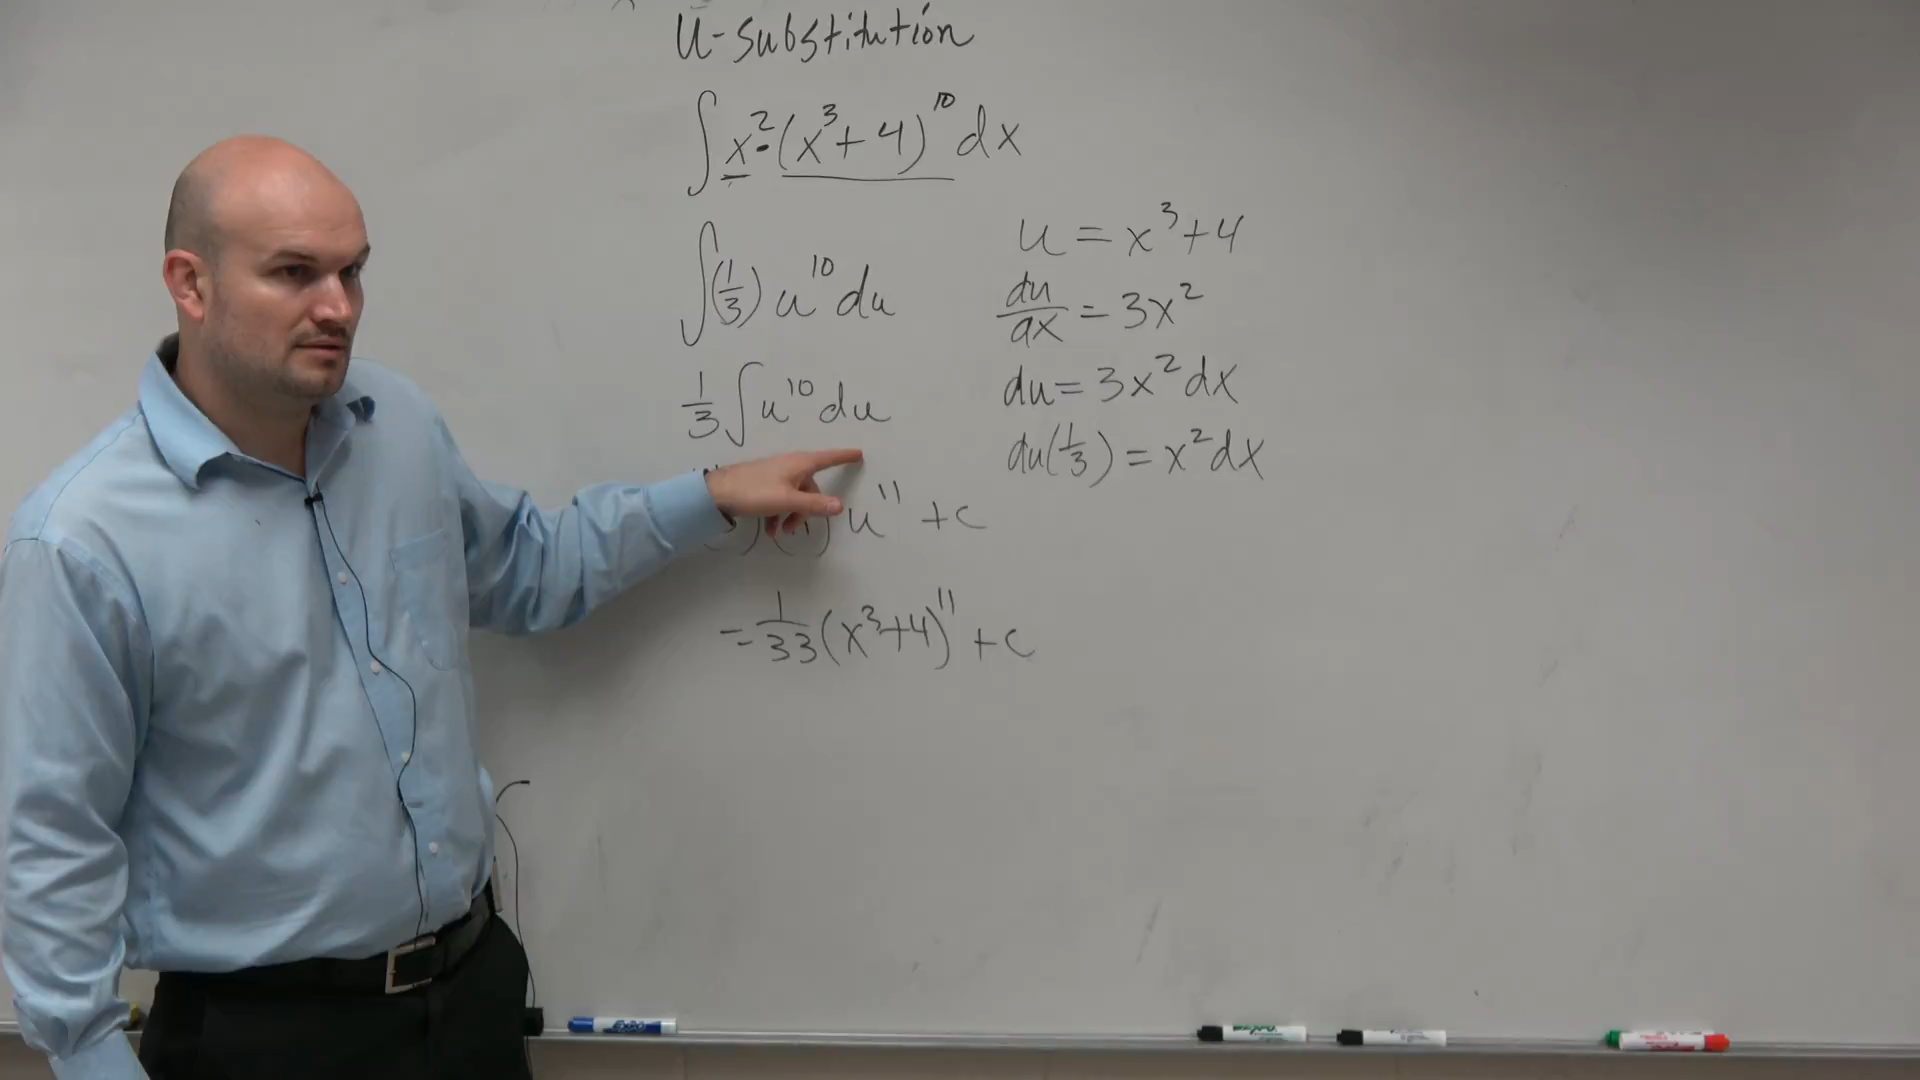 U-substitution
∫ x²·(x³+4)¹⁰ dx
∫(1/3) u¹⁰ du
1/3 ∫ u¹⁰ du
u¹¹ + c
= 1/33 (x³+4)¹¹ + c
u = x³+4
du/dx = 3x²
du = 3x² dx
du(1/3) = x² dx
EXPO